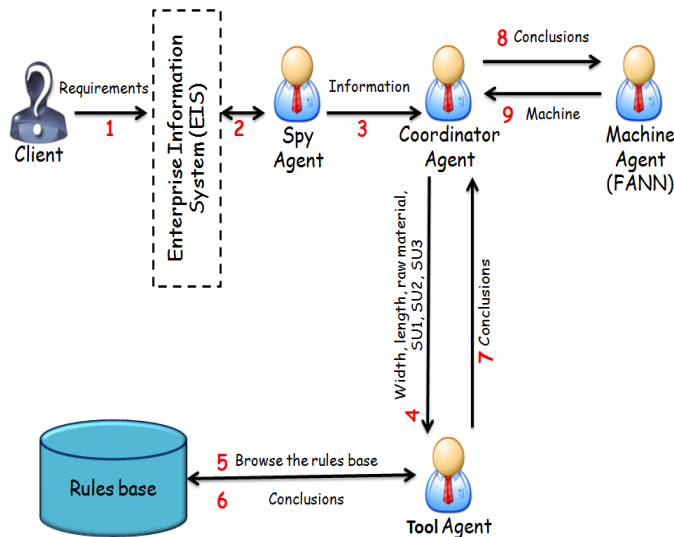 8 Conclusions
Requirements
1
Client
Enterprise Information
System (EIS)
2
Spy
Agent
Information
3
Coordinator
Agent
9 Machine
Machine
Agent
(FANN)
Width, length, raw material,
SU1, SU2, SU3
4
7 Conclusions
5 Browse the rules base
6 Conclusions
Rules base
Tool Agent